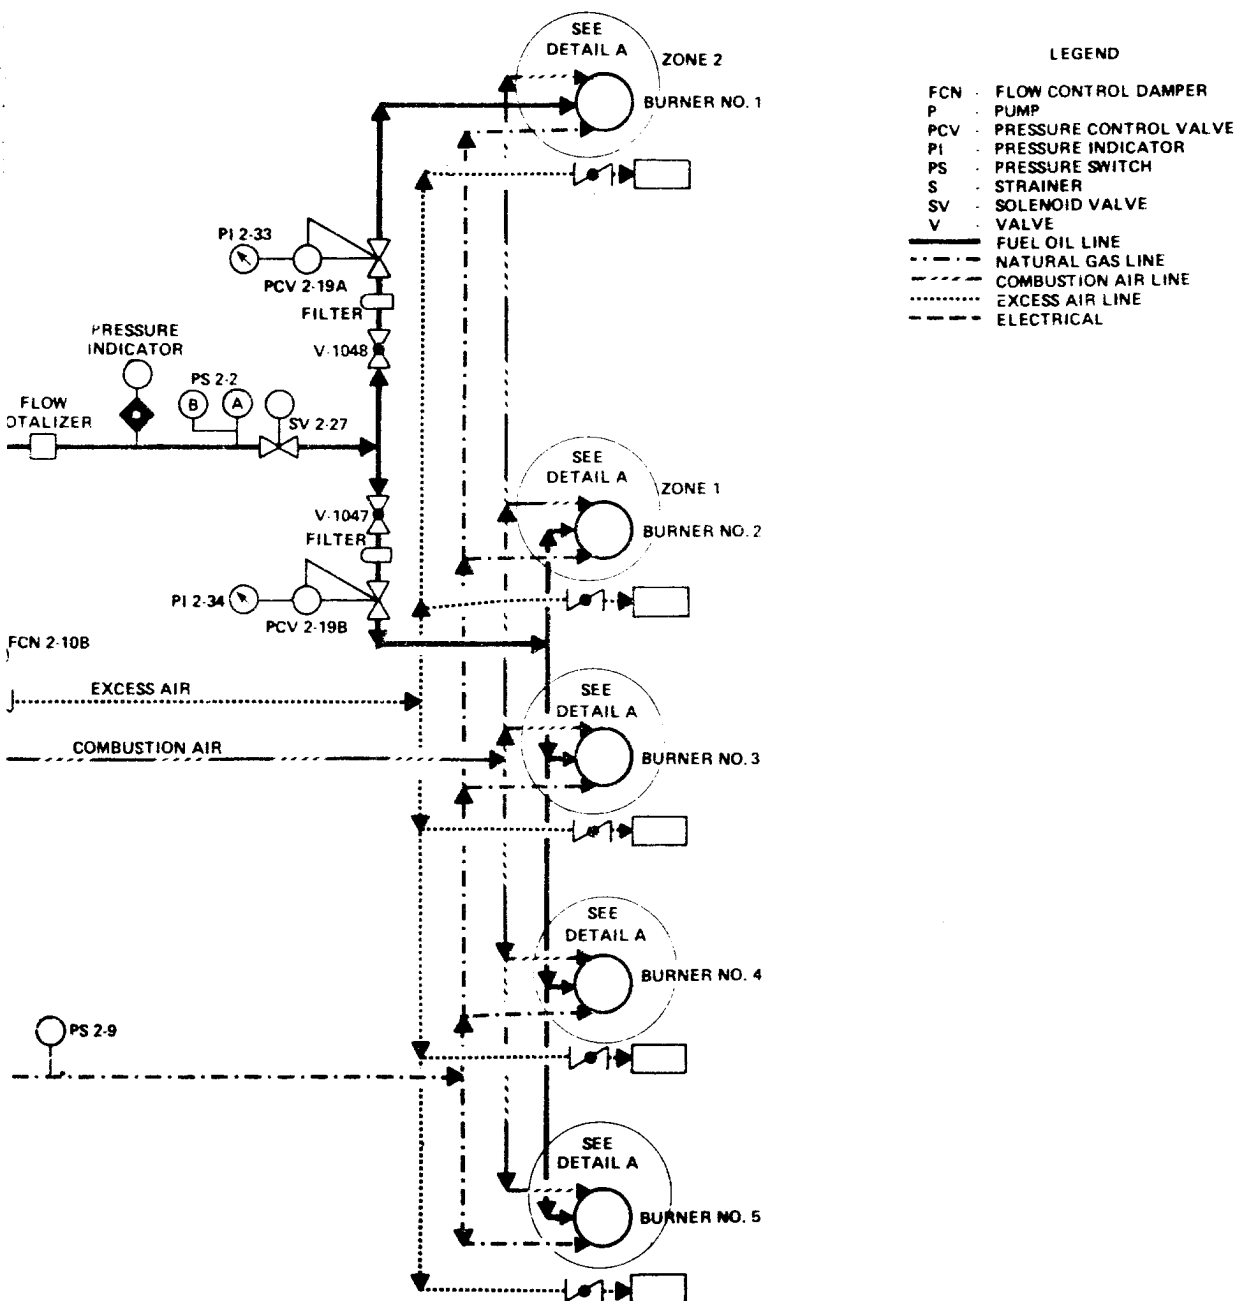 SEE
DETAIL A
ZONE 2
BURNER NO. 1
LEGEND
FCN - FLOW CONTROL DAMPER
P - PUMP
PCV - PRESSURE CONTROL VALVE
PI - PRESSURE INDICATOR
PS - PRESSURE SWITCH
S - STRAINER
SV - SOLENOID VALVE
V - VALVE
FUEL OIL LINE
NATURAL GAS LINE
COMBUSTION AIR LINE
EXCESS AIR LINE
ELECTRICAL
PI 2-33
PCV 2-19A
FILTER
V-1048
PRESSURE
INDICATOR
PS 2-2
B
A
SV 2-27
FLOW
OTALIZER
SEE
DETAIL A
ZONE 1
BURNER NO. 2
V-1047
FILTER
PI 2-34
PCV 2-19B
FCN 2-10B
EXCESS AIR
COMBUSTION AIR
SEE
DETAIL A
BURNER NO. 3
SEE
DETAIL A
BURNER NO. 4
PS 2-9
SEE
DETAIL A
BURNER NO. 5